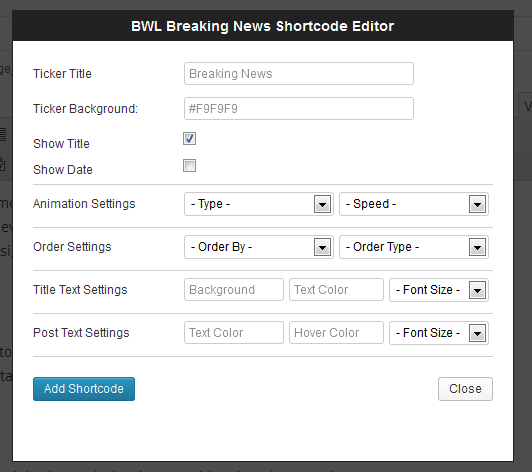 BWL Breaking News Shortcode Editor
Ticker Title Breaking News
Ticker Background: #F9F9F9
Show Title
Show Date
Animation Settings - Type - - Speed -
Order Settings - Order By - - Order Type -
Title Text Settings Background Text Color - Font Size -
Post Text Settings Text Color Hover Color - Font Size -
Add Shortcode Close